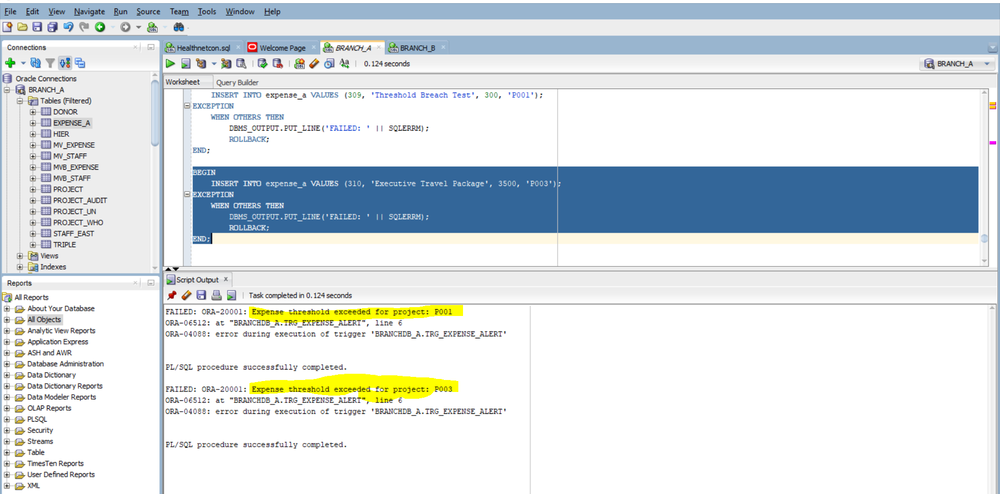 File Edit View Navigate Run Source Team Tools Window Help
Connections
Oracle Connections
BRANCH_A
Tables (Filtered)
DONOR
EXPENSE_A
HIER
MV_EXPENSE
MV_STAFF
MVB_EXPENSE
MVB_STAFF
PROJECT
PROJECT_AUDIT
PROJECT_UN
PROJECT_WHO
STAFF_EAST
TRIPLE
Views
Indexes
Reports
All Reports
About Your Database
All Objects
Analytic View Reports
Application Express
ASH and AWR
Database Administration
Data Dictionary
Data Dictionary Reports
Data Modeler Reports
OLAP Reports
PLSQL
Security
Streams
Table
TimesTen Reports
User Defined Reports
XML
Healthnetcon.sql Welcome Page BRANCH_A BRANCH_B
0.124 seconds BRANCH_A
Worksheet Query Builder
INSERT INTO expense_a VALUES (309, 'Threshold Breach Test', 300, 'P001');
EXCEPTION
WHEN OTHERS THEN
DBMS_OUTPUT.PUT_LINE('FAILED: ' || SQLERRM);
ROLLBACK;
END;
BEGIN
INSERT INTO expense_a VALUES (310, 'Executive Travel Package', 3500, 'P003');
EXCEPTION
WHEN OTHERS THEN
DBMS_OUTPUT.PUT_LINE('FAILED: ' || SQLERRM);
ROLLBACK;
END;
Script Output
Task completed in 0.124 seconds
FAILED: ORA-20001: Expense threshold exceeded for project: P001
ORA-06512: at "BRANCHDB_A.TRG_EXPENSE_ALERT", line 6
ORA-04088: error during execution of trigger 'BRANCHDB_A.TRG_EXPENSE_ALERT'
PL/SQL procedure successfully completed.
FAILED: ORA-20001: Expense threshold exceeded for project: P003
ORA-06512: at "BRANCHDB_A.TRG_EXPENSE_ALERT", line 6
ORA-04088: error during execution of trigger 'BRANCHDB_A.TRG_EXPENSE_ALERT'
PL/SQL procedure successfully completed.